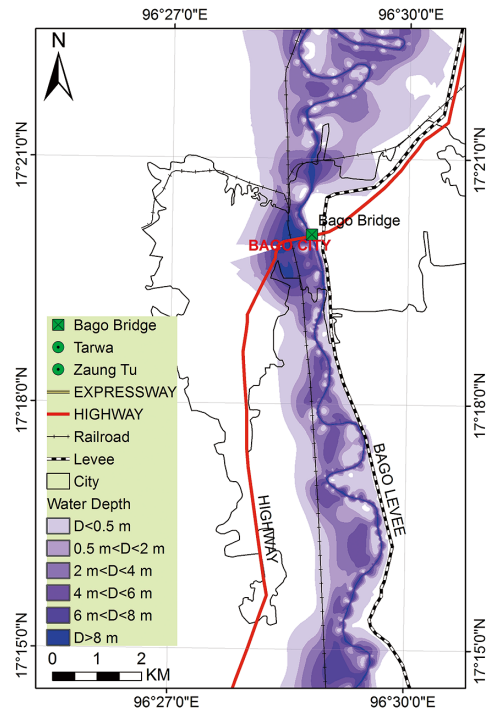 96°27'0"E 96°30'0"E
N
17°21'0"N 17°21'0"N
Bago Bridge
BAGO CITY
Bago Bridge
Tarwa
Zaung Tu
EXPRESSWAY
HIGHWAY
Railroad
Levee
City
Water Depth
D<0.5 m
0.5 m<D<2 m
2 m<D<4 m
4 m<D<6 m
6 m<D<8 m
D>8 m
17°18'0"N 17°18'0"N
BAGO LEVEE
HIGHWAY
17°15'0"N 17°15'0"N
0 1 2
KM
96°27'0"E 96°30'0"E